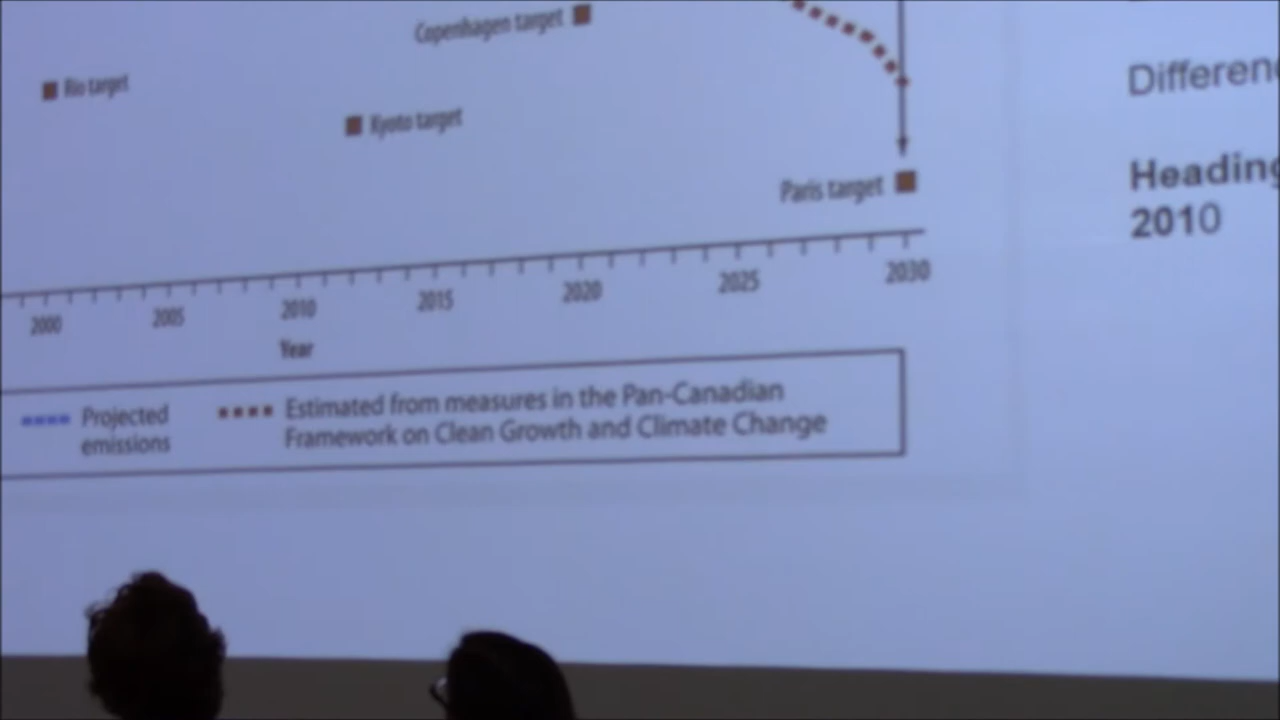 Copenhagen target
Rio target
Kyoto target
Paris target
2000 2005 2010 2015 2020 2025 2030
Year
Projected
emissions
Estimated from measures in the Pan-Canadian
Framework on Clean Growth and Climate Change
Heading
2010